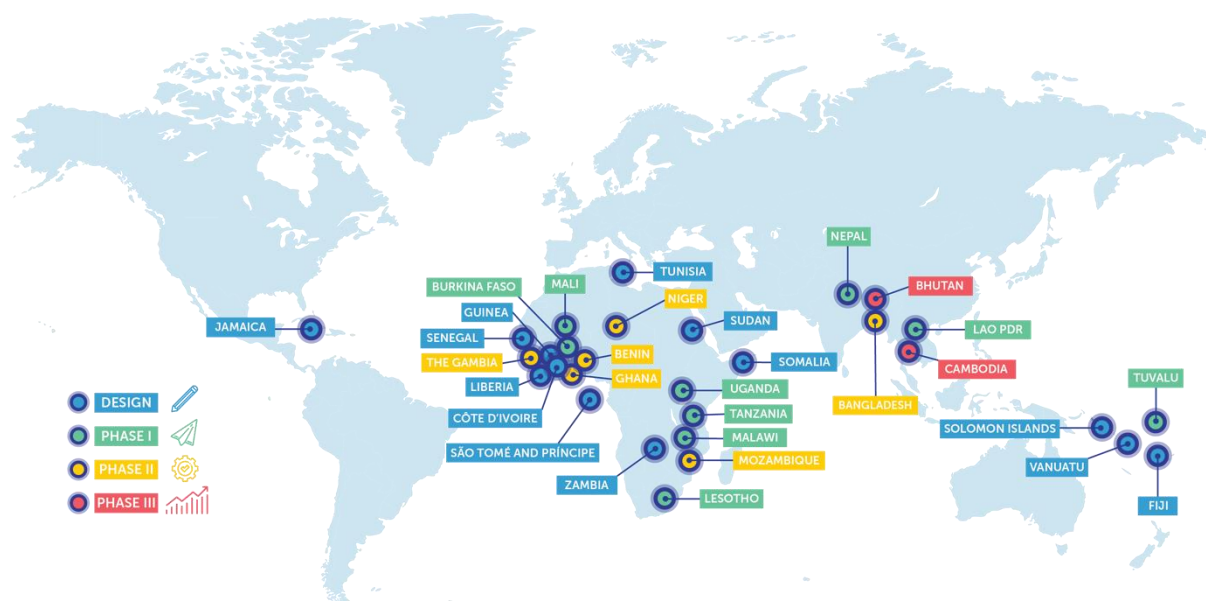 NEPAL
TUNISIA
BHUTAN
BURKINA FASO
MALI
NIGER
GUINEA
JAMAICA
SUDAN
LAO PDR
SENEGAL
THE GAMBIA
BENIN
SOMALIA
CAMBODIA
LIBERIA
GHANA
TUVALU
UGANDA
DESIGN
BANGLADESH
CÔTE D'IVOIRE
TANZANIA
SOLOMON ISLANDS
PHASE I
MALAWI
SÃO TOMÉ AND PRÍNCIPE
MOZAMBIQUE
VANUATU
PHASE II
ZAMBIA
LESOTHO
PHASE III
FIJI